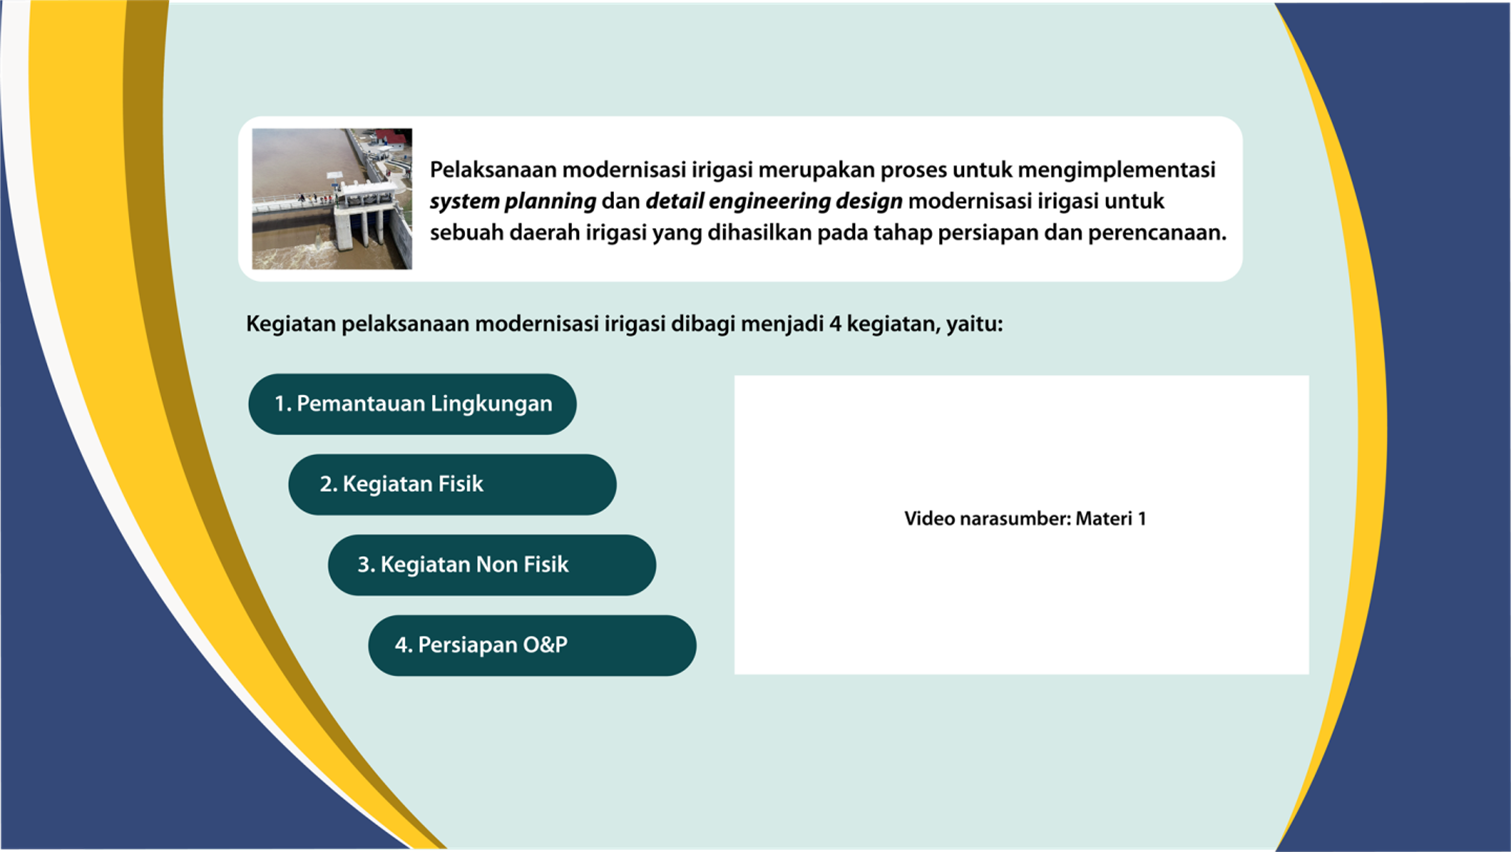 Pelaksanaan modernisasi irigasi merupakan proses untuk mengimplementasi
system planning dan detail engineering design modernisasi irigasi untuk
sebuah daerah irigasi yang dihasilkan pada tahap persiapan dan perencanaan.
Kegiatan pelaksanaan modernisasi irigasi dibagi menjadi 4 kegiatan, yaitu:
1. Pemantauan Lingkungan
2. Kegiatan Fisik
3. Kegiatan Non Fisik
4. Persiapan O&P
Video narasumber: Materi 1